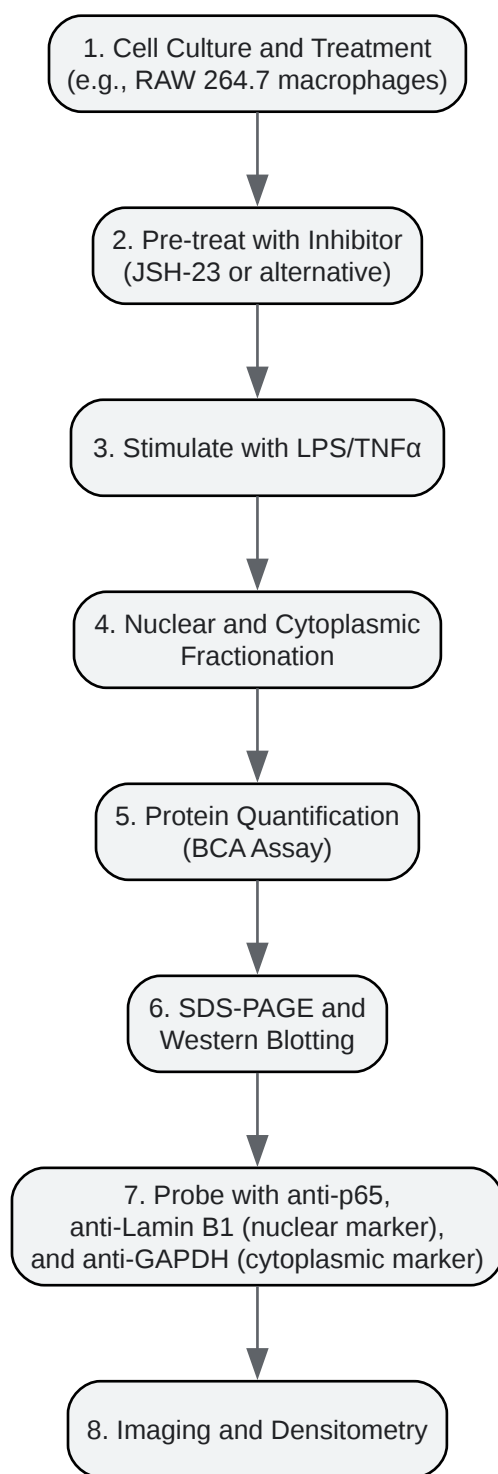 1. Cell Culture and Treatment
(e.g., RAW 264.7 macrophages)
2. Pre-treat with Inhibitor
(JSH-23 or alternative)
3. Stimulate with LPS/TNFα
4. Nuclear and Cytoplasmic
Fractionation
5. Protein Quantification
(BCA Assay)
6. SDS-PAGE and
Western Blotting
7. Probe with anti-p65,
anti-Lamin B1 (nuclear marker),
and anti-GAPDH (cytoplasmic marker)
8. Imaging and Densitometry